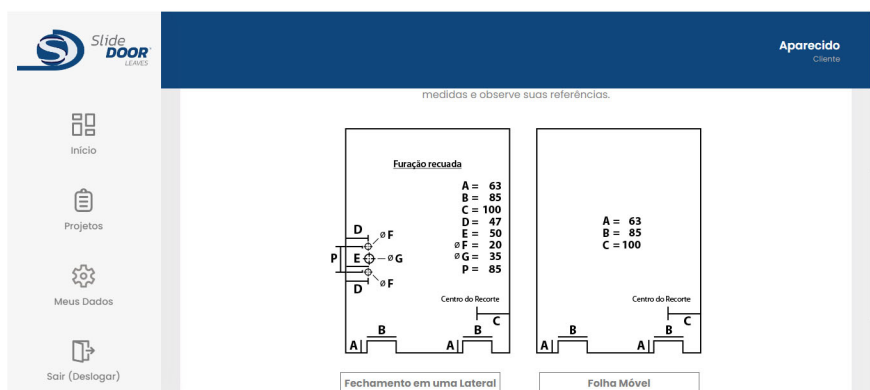 Slide
DOOR
LEAVES
Aparecido
Cliente
Início
Projetos
Meus Dados
Sair (Deslogar)
medidas e observe suas referências.
Furação recuada
A = 63
B = 85
C = 100
D = 47
E = 50
ø F = 20
ø G = 35
P = 85
D
ø F
P
E
ø G
ø F
D
Centro do Recorte
C
B
B
A
A
Fechamento em uma Lateral
A = 63
B = 85
C = 100
Centro do Recorte
C
B
B
A
A
Folha Móvel